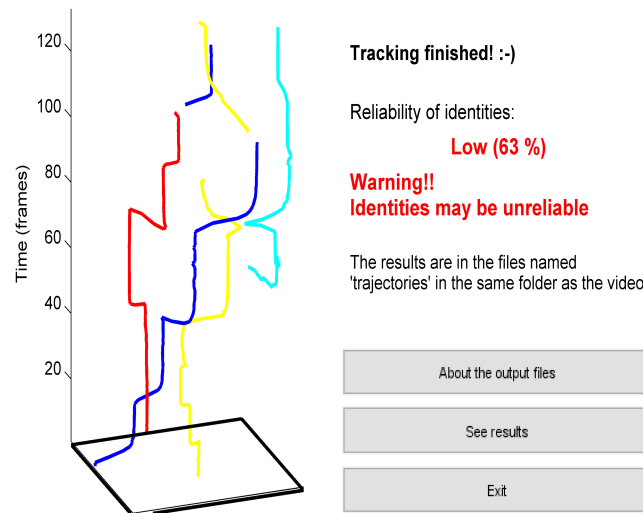 120
100
80
60
40
20
Time (frames)
Tracking finished! :-)
Reliability of identities:
Low (63 %)
Warning!!
Identities may be unreliable
The results are in the files named
'trajectories' in the same folder as the video
About the output files
See results
Exit